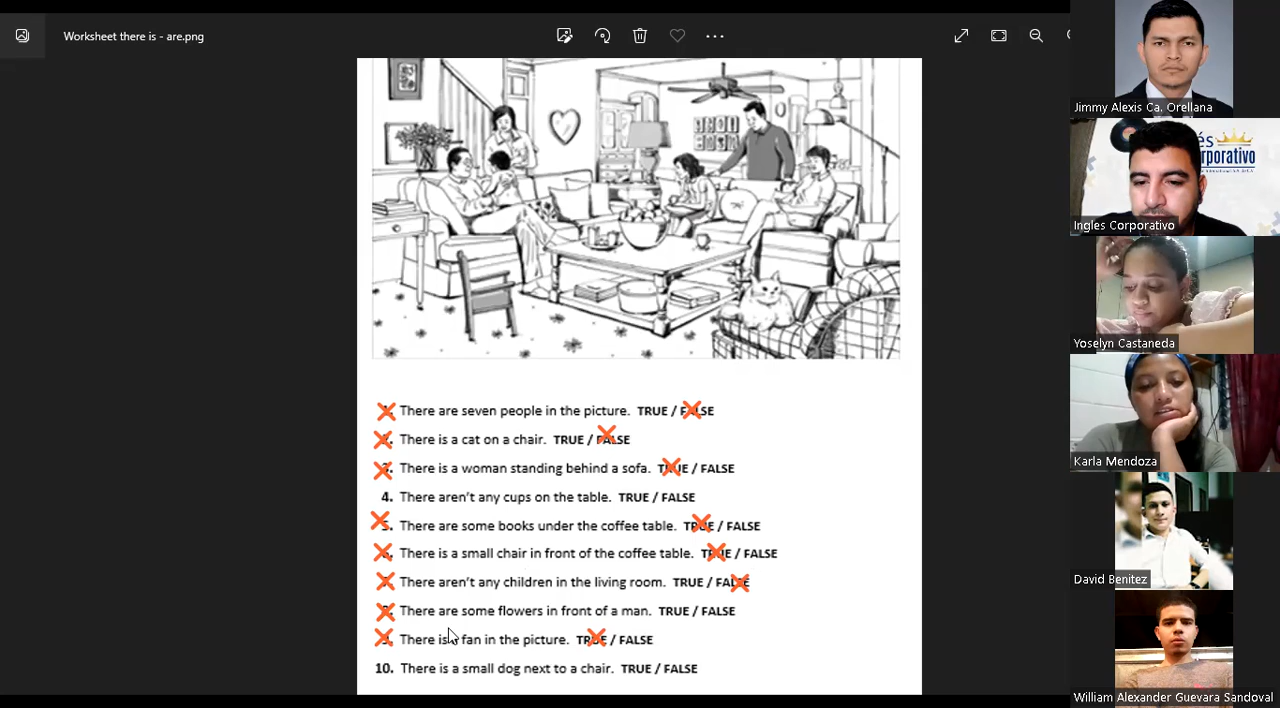 Worksheet there is - are.png
There are seven people in the picture. TRUE / FALSE
There is a cat on a chair. TRUE / FALSE
There is a woman standing behind a sofa. TRUE / FALSE
4. There aren't any cups on the table. TRUE / FALSE
5. There are some books under the coffee table. TRUE / FALSE
There is a small chair in front of the coffee table. TRUE / FALSE
There aren't any children in the living room. TRUE / FALSE
There are some flowers in front of a man. TRUE / FALSE
There is a fan in the picture. TRUE / FALSE
10. There is a small dog next to a chair. TRUE / FALSE
Jimmy Alexis Ca. Orellana
Ingles Corporativo
Yoselyn Castaneda
Karla Mendoza
David Benitez
William Alexander Guevara Sandoval